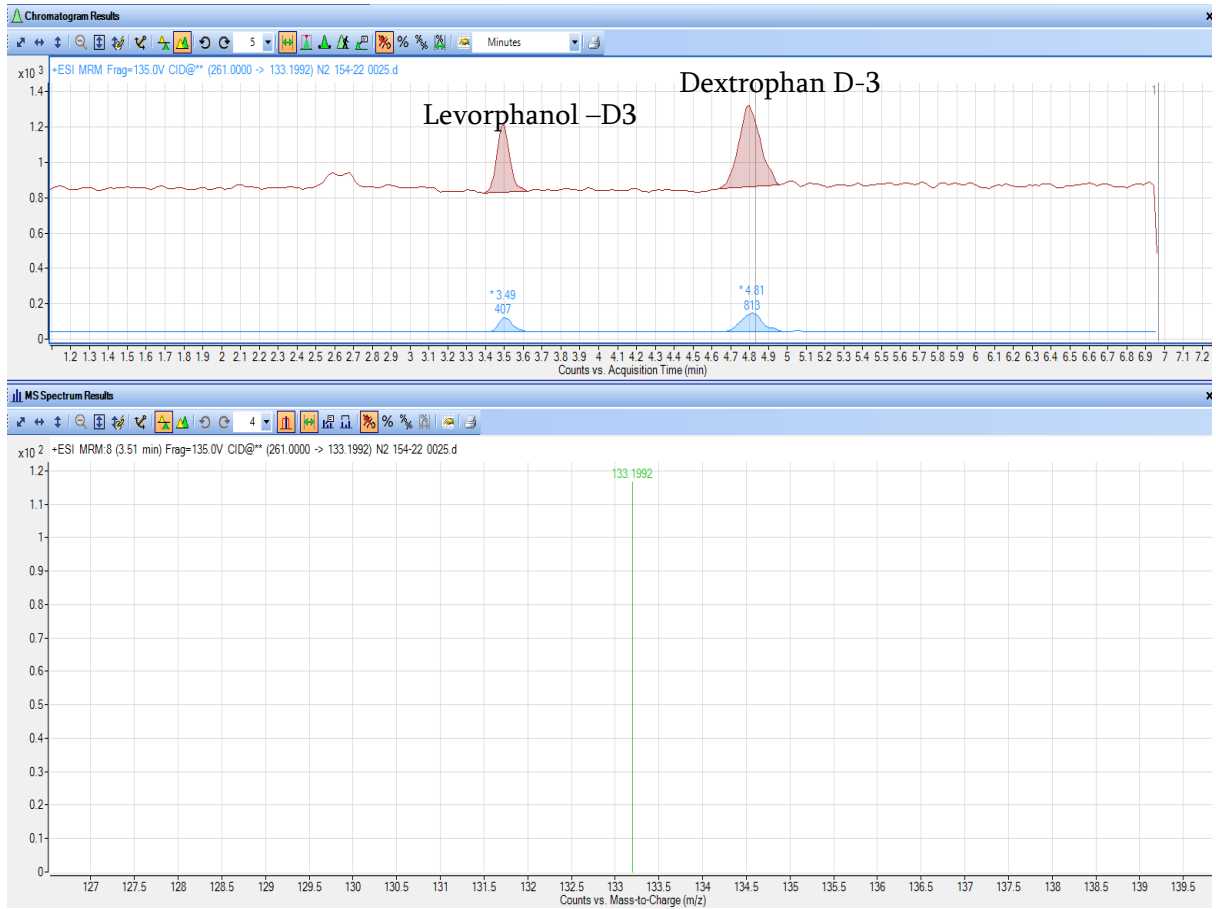 Chromatogram Results
5 Minutes
x10 3 +ESI MRM Frag=135.0V CID@** (261.0000 -> 133.1992) N2 154-22 0025.d
Dextrophan D-3
Levorphanol –D3
1
1.4
1.2
1
0.8
0.6
0.4
0.2
0
* 3.49
407
* 4.81
813
1.2 1.3 1.4 1.5 1.6 1.7 1.8 1.9 2 2.1 2.2 2.3 2.4 2.5 2.6 2.7 2.8 2.9 3 3.1 3.2 3.3 3.4 3.5 3.6 3.7 3.8 3.9 4 4.1 4.2 4.3 4.4 4.5 4.6 4.7 4.8 4.9 5 5.1 5.2 5.3 5.4 5.5 5.6 5.7 5.8 5.9 6 6.1 6.2 6.3 6.4 6.5 6.6 6.7 6.8 6.9 7 7.1 7.2
Counts vs. Acquisition Time (min)
MS Spectrum Results
4
x10 2 +ESI MRM:8 (3.51 min) Frag=135.0V CID@** (261.0000 -> 133.1992) N2 154-22 0025.d
133.1992
1.2
1.1
1
0.9
0.8
0.7
0.6
0.5
0.4
0.3
0.2
0.1
0
127 127.5 128 128.5 129 129.5 130 130.5 131 131.5 132 132.5 133 133.5 134 134.5 135 135.5 136 136.5 137 137.5 138 138.5 139 139.5
Counts vs. Mass-to-Charge (m/z)